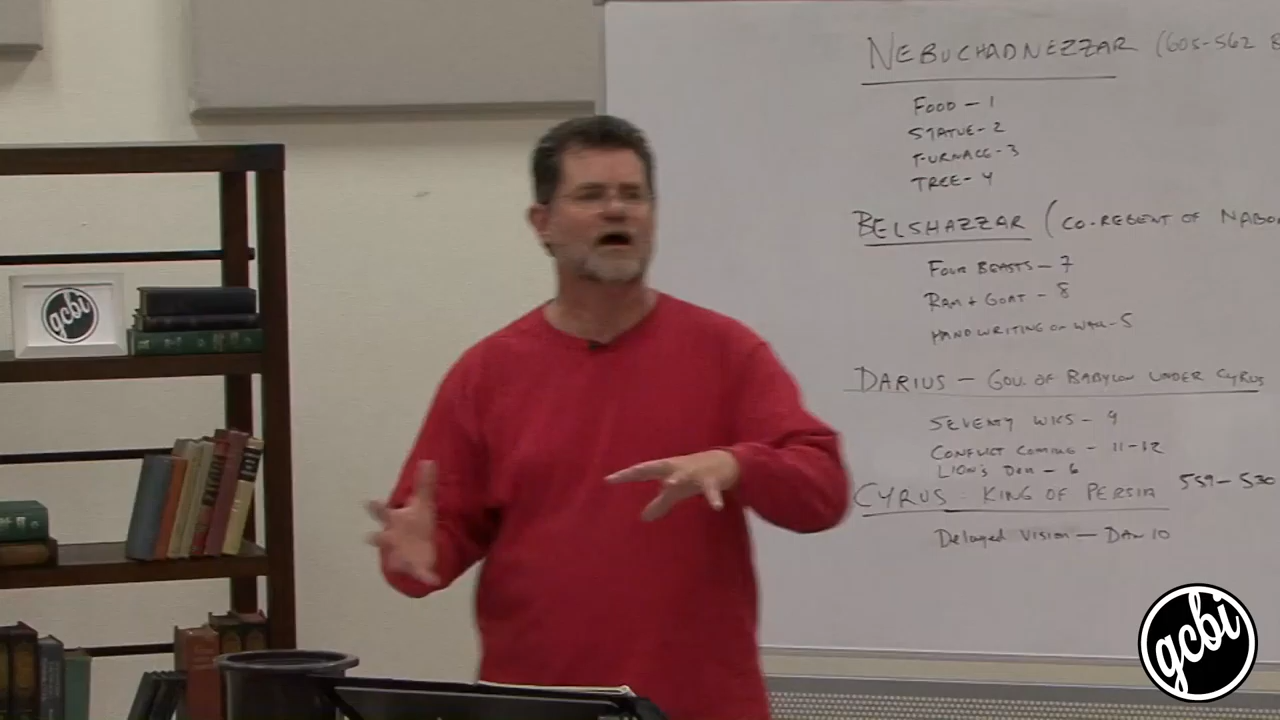 NEBUCHADNEZZAR (605-562 B
FOOD - 1
STATUE - 2
FURNACE - 3
TREE - 4
BELSHAZZAR (CO-REGENT OF NABO
FOUR BEASTS - 7
RAM + GOAT - 8
HANDWRITING ON WALL - 5
DARIUS - GOV. OF BABYLON UNDER CYRUS
SEVENTY WKS - 9
CONFLICT COMING - 11-12
LION'S DEN - 6
CYRUS : KING OF PERSIA 559-530
Delayed Vision - DAN 10
gcbi
gcbi